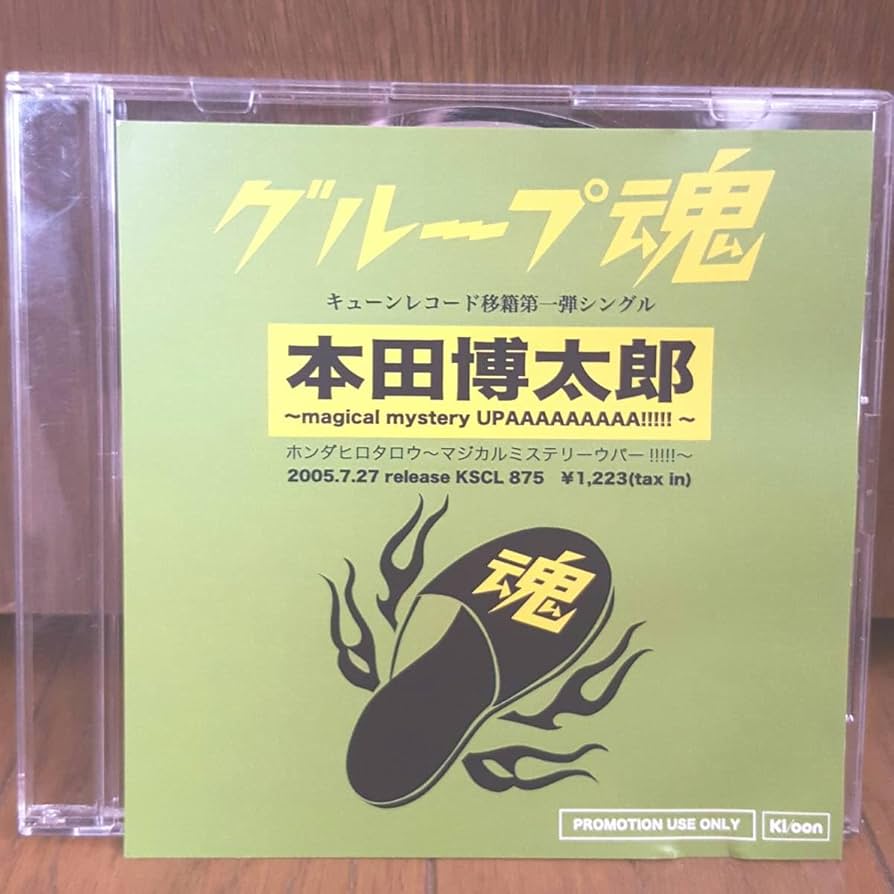 グループ魂
キューンレコード移籍第一弾シングル
本田博太郎
～magical mystery UPAAAAAAAAA!!!!! ～
ホンダヒロタロウ～マジカルミステリーウパー !!!!!～
2005.7.27 release KSCL 875 ¥1,223(tax in)
魂
PROMOTION USE ONLY
Ki/oon